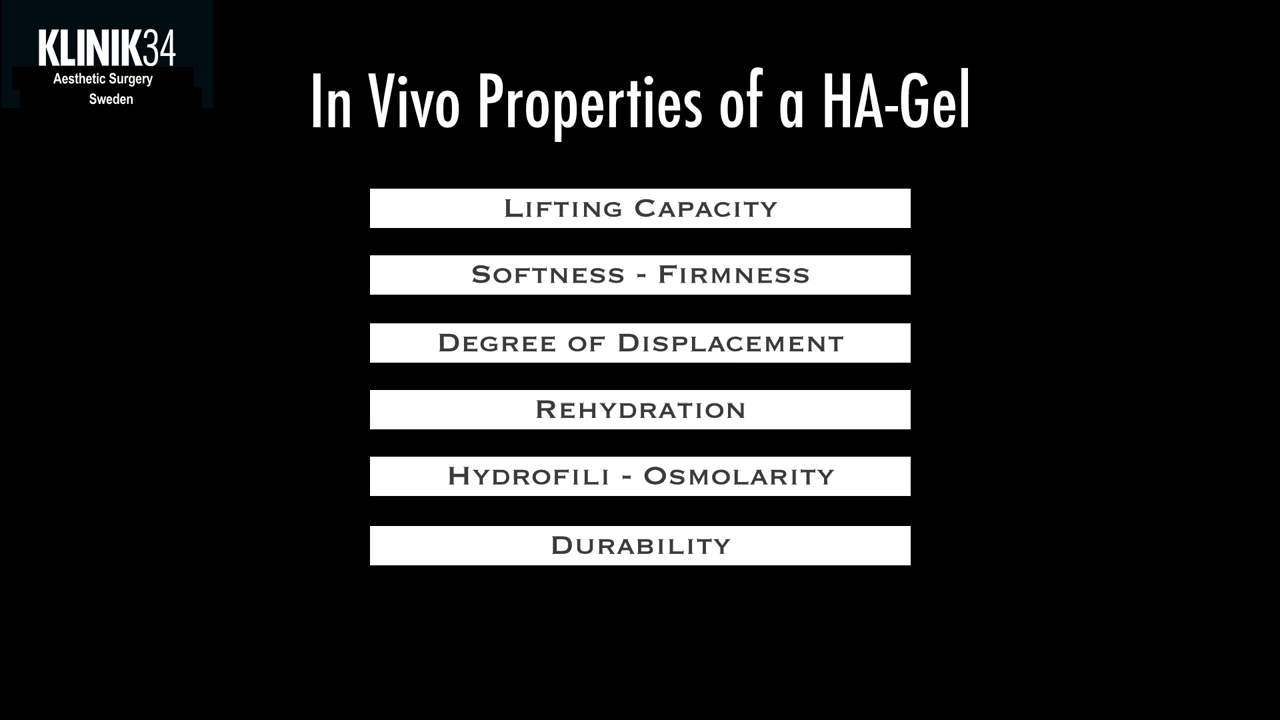 KLINIK34
Aesthetic Surgery
Sweden
In Vivo Properties of a HA-Gel
Lifting Capacity
Softness - Firmness
Degree of Displacement
Rehydration
Hydrofili - Osmolarity
Durability